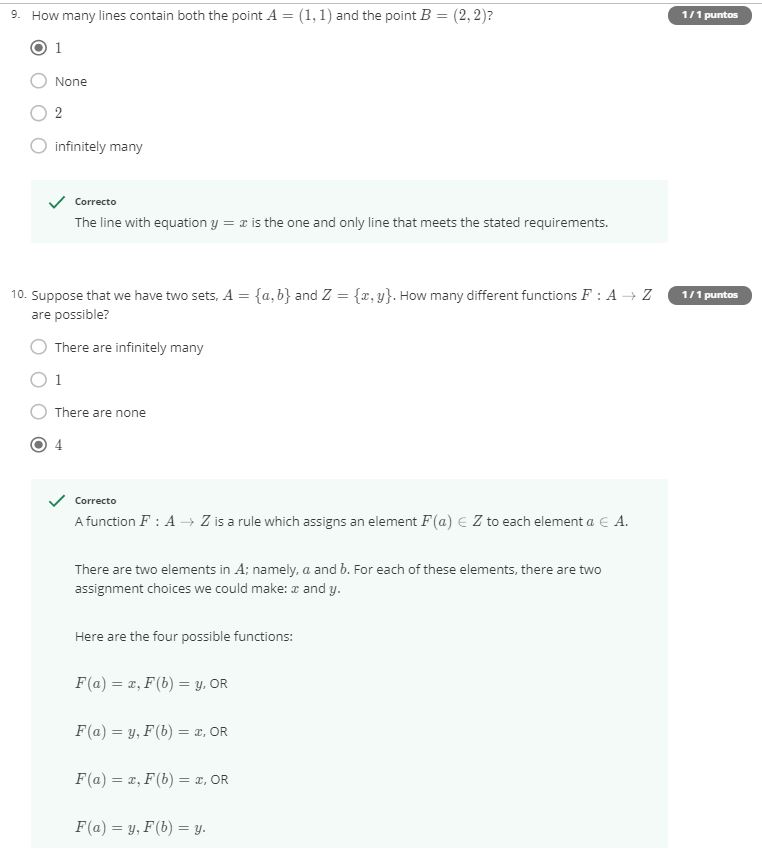 9. How many lines contain both the point A = (1, 1) and the point B = (2, 2)?
1 / 1 puntos
1
None
2
infinitely many
Correcto
The line with equation y = x is the one and only line that meets the stated requirements.
10. Suppose that we have two sets, A = {a, b} and Z = {x, y}. How many different functions F : A → Z
are possible?
1 / 1 puntos
There are infinitely many
1
There are none
4
Correcto
A function F : A → Z is a rule which assigns an element F(a) ∈ Z to each element a ∈ A.
There are two elements in A; namely, a and b. For each of these elements, there are two
assignment choices we could make: x and y.
Here are the four possible functions:
F(a) = x, F(b) = y, OR
F(a) = y, F(b) = x, OR
F(a) = x, F(b) = x, OR
F(a) = y, F(b) = y.